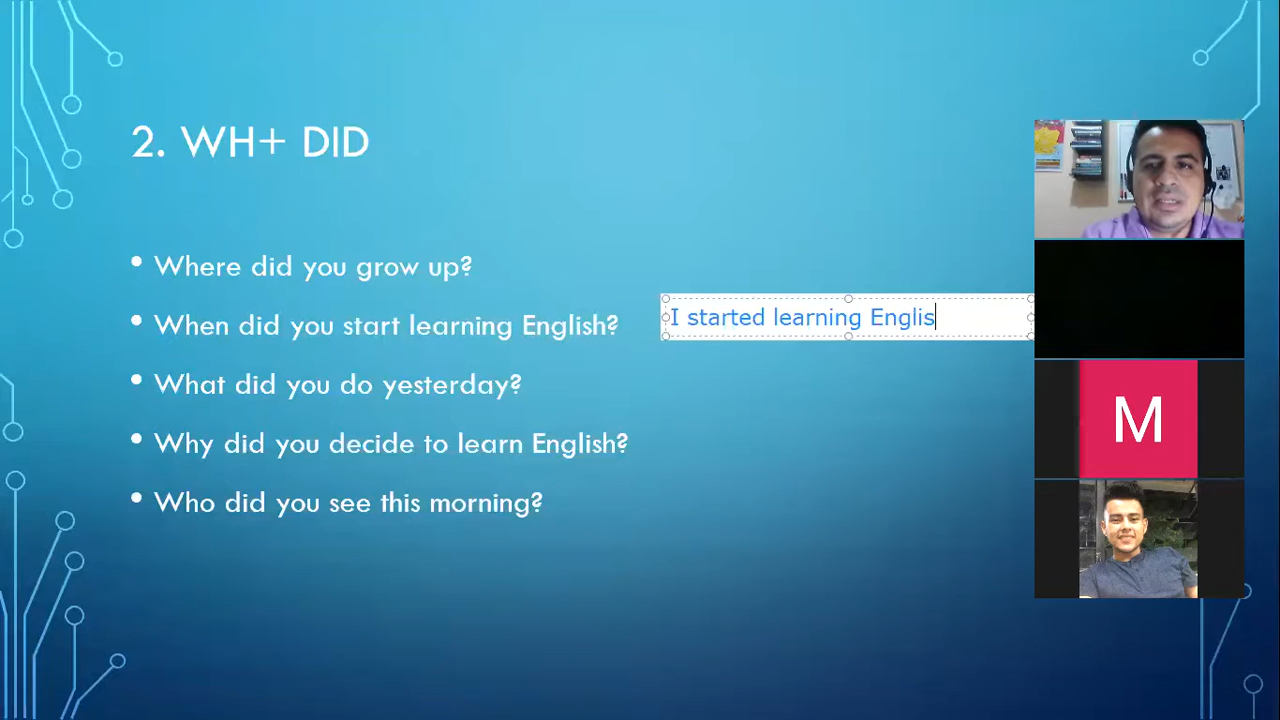 2. WH+ DID
• Where did you grow up?
• When did you start learning English?
I started learning Englis
• What did you do yesterday?
• Why did you decide to learn English?
• Who did you see this morning?
M